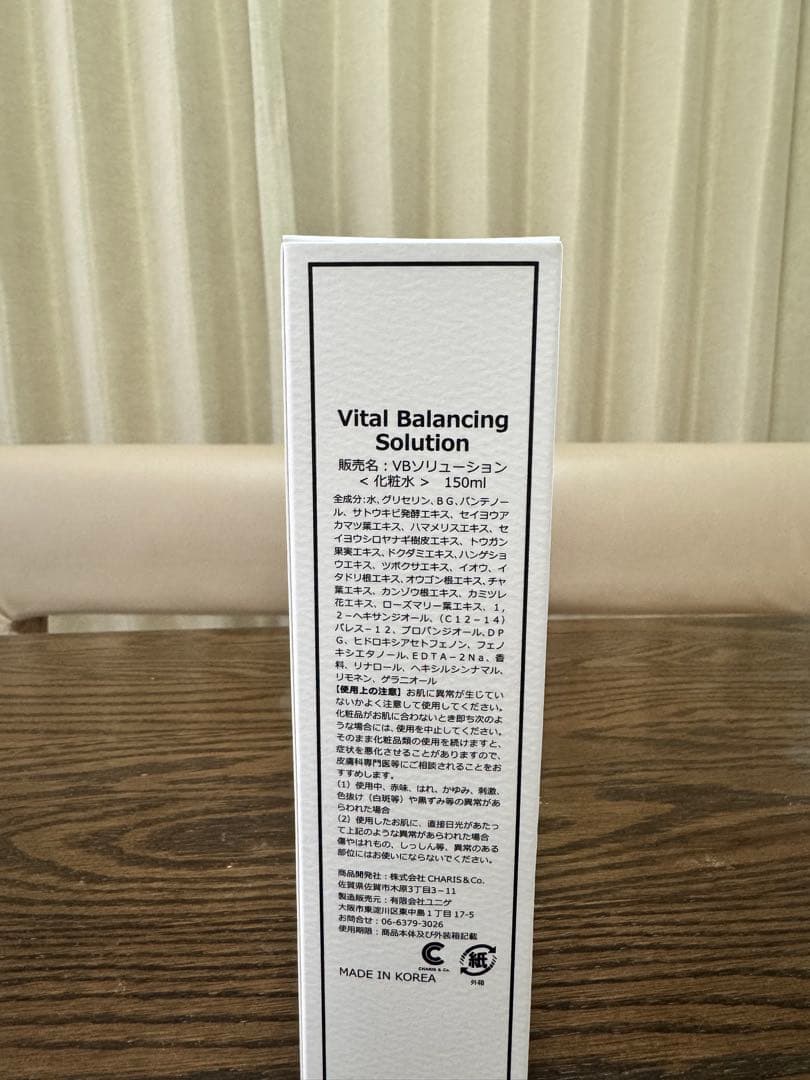 Vital Balancing
Solution
販売名：VBソリューション
＜ 化粧水 ＞　150ml
全成分:水、グリセリン、ＢＧ、パンテノー
ル、サトウキビ発酵エキス、セイヨウア
カマツ葉エキス、ハマメリスエキス、セ
イヨウシロヤナギ樹皮エキス、トウガン
果実エキス、ドクダミエキス、ハンゲショ
ウエキス、ツボクサエキス、イオウ、イ
タドリ根エキス、オウゴン根エキス、チャ
葉エキス、カンゾウ根エキス、カミツレ
花エキス、ローズマリー葉エキス、１，
２－ヘキサンジオール、（Ｃ１２－１４）
パレス－１２、プロパンジオール、ＤＰ
Ｇ、ヒドロキシアセトフェノン、フェノ
キシエタノール、ＥＤＴＡ－２Ｎａ、香
料、リナロール、ヘキシルシンナマル、
リモネン、ゲラニオール
【使用上の注意】お肌に異常が生じてい
ないかよく注意して使用してください。
化粧品がお肌に合わないとき即ち次のよ
うな場合には、使用を中止してください。
そのまま化粧品類の使用を続けますと、
症状を悪化させることがありますので、
皮膚科専門医等にご相談されることをお
すすめします。
（1）使用中、赤味、はれ、かゆみ、刺激、
色抜け（白斑等）や黒ずみ等の異常があ
らわれた場合
（2）使用したお肌に、直接日光があたっ
て上記のような異常があらわれた場合
傷やはれもの、しっしん等、異常のある
部位にはお使いにならないでください。
商品開発社：株式会社 CHARIS＆Co.
佐賀県佐賀市木原3丁目3－11
製造販売元：有限会社ユニゲ
大阪市東淀川区東中島１丁目 17-5
お問合せ：06-6379-3026
使用期限：商品本体及び外装箱記載
CHARIS & Co.
紙
外箱
MADE IN KOREA